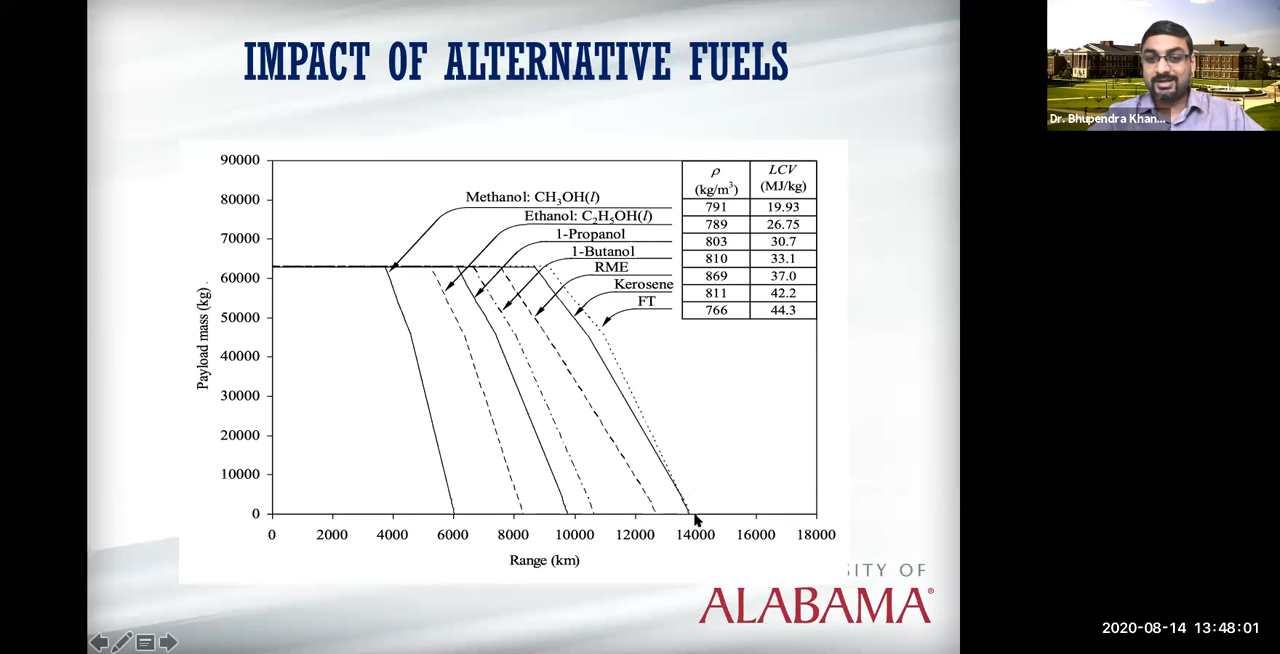 IMPACT OF ALTERNATIVE FUELS
Dr. Bhupendra Khan...
90000
80000
70000
60000
50000
40000
30000
20000
10000
0
Payload mass (kg)
Methanol: CH₃OH(l)
Ethanol: C₂H₅OH(l)
1-Propanol
1-Butanol
RME
Kerosene
FT
ρ LCV
(kg/m³) (MJ/kg)
791 19.93
789 26.75
803 30.7
810 33.1
869 37.0
811 42.2
766 44.3
0 2000 4000 6000 8000 10000 12000 14000 16000 18000
Range (km)
SITY OF
ALABAMA®
2020-08-14 13:48:01